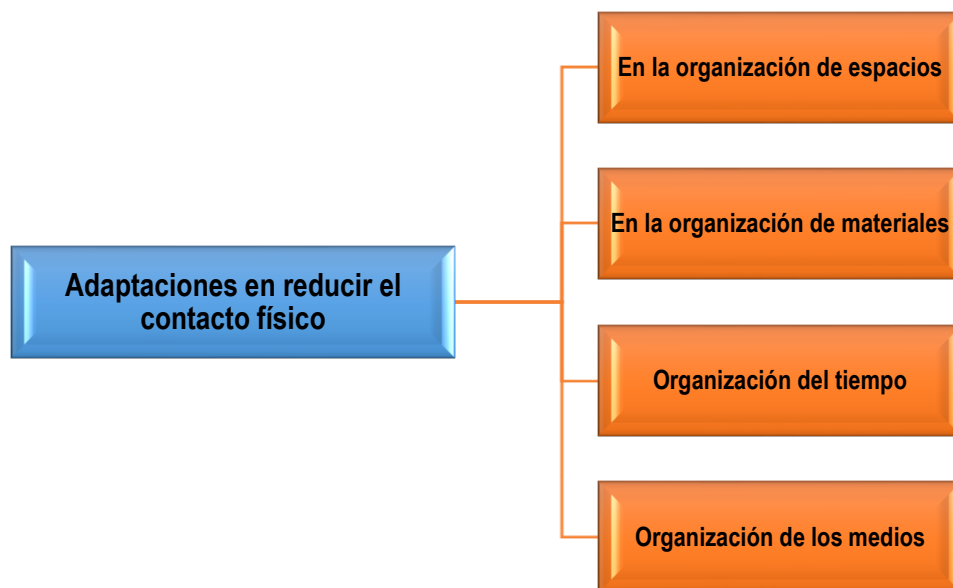 En la organización de espacios
En la organización de materiales
Adaptaciones en reducir el
contacto físico
Organización del tiempo
Organización de los medios